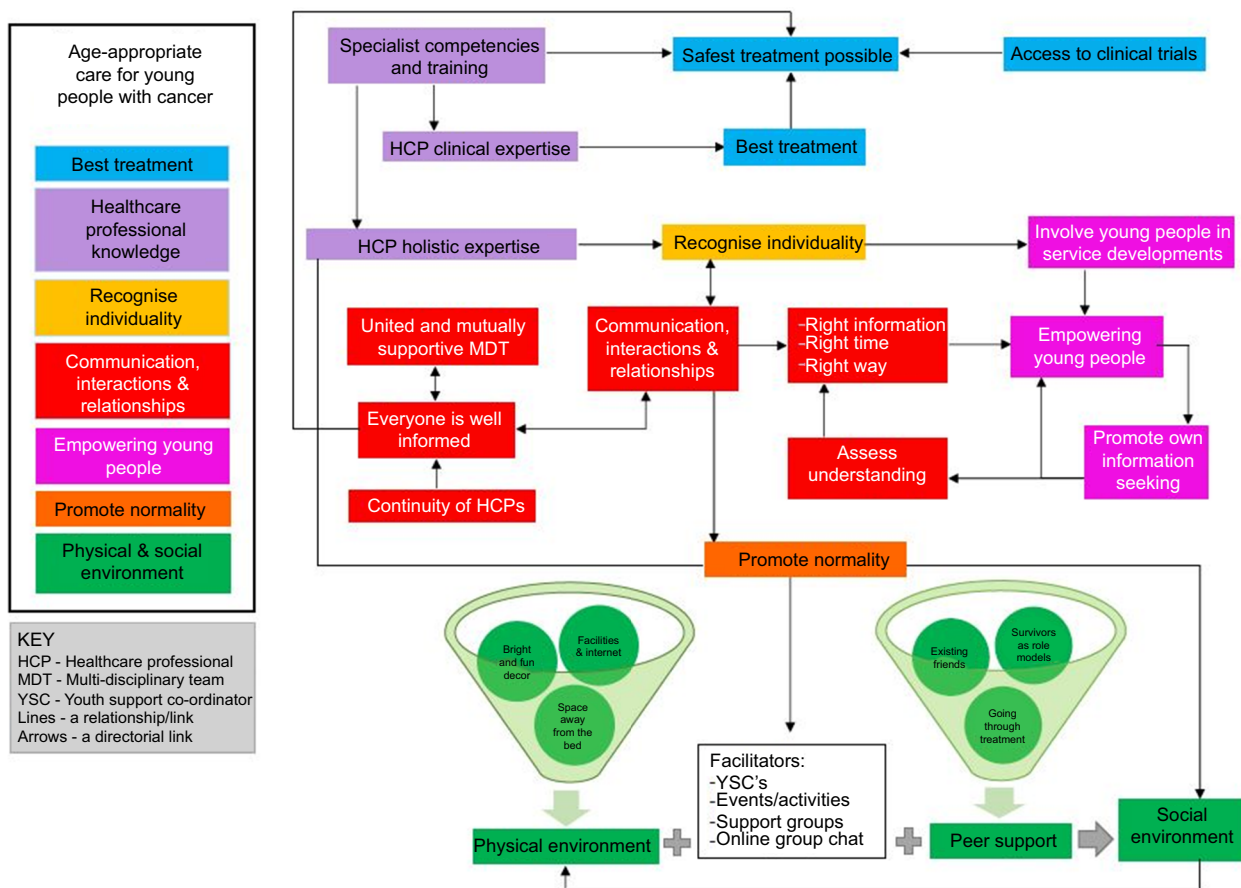 Age-appropriate
care for young
people with cancer
Best treatment
Healthcare
professional
knowledge
Recognise
individuality
Communication,
interactions &
relationships
Empowering young
people
Promote normality
Physical & social
environment
KEY
HCP - Healthcare professional
MDT - Multi-disciplinary team
YSC - Youth support co-ordinator
Lines - a relationship/link
Arrows - a directorial link
Specialist competencies
and training
Safest treatment possible
Access to clinical trials
HCP clinical expertise
Best treatment
HCP holistic expertise
Recognise individuality
Involve young people in
service developments
United and mutually
supportive MDT
Communication,
interactions &
relationships
-Right information
-Right time
-Right way
Empowering
young people
Everyone is well
informed
Assess
understanding
Promote own
information
seeking
Continuity of HCPs
Promote normality
Bright
and fun
decor
Facilities
& internet
Space
away from
the bed
Existing
friends
Survivors
as role
models
Going
through
treatment
Facilitators:
-YSC's
-Events/activities
-Support groups
-Online group chat
Physical environment
Peer support
Social
environment